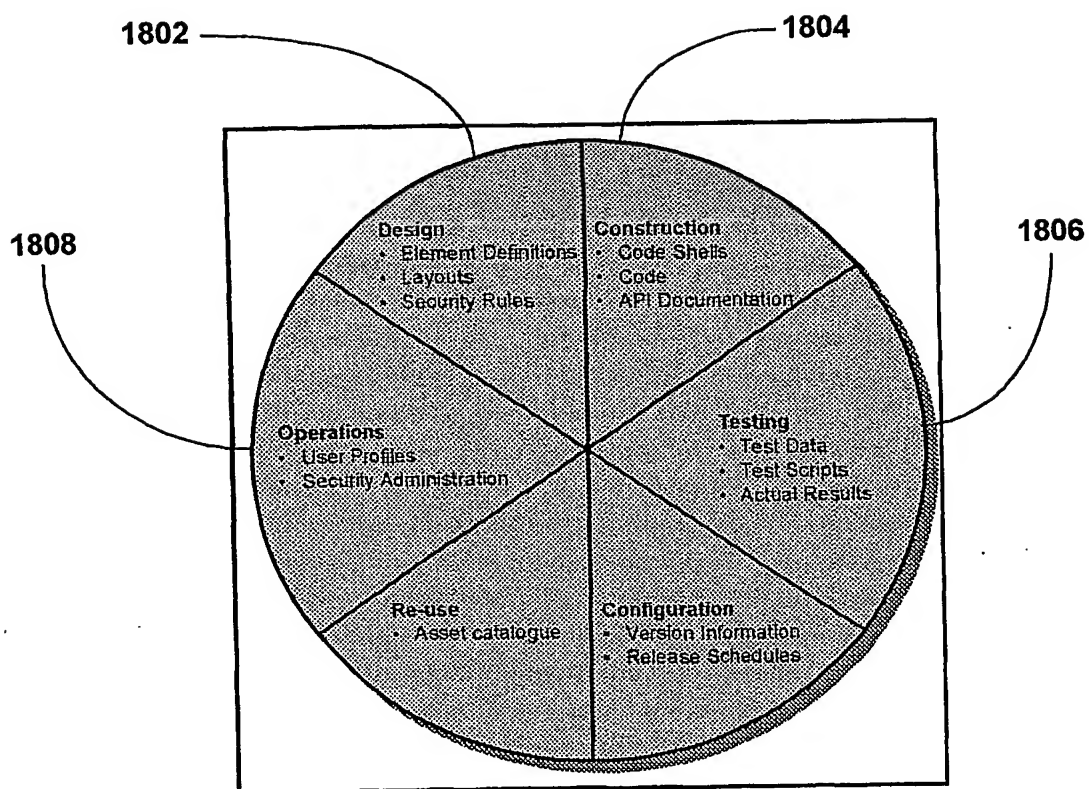 1802
1804
1808
1806
Design
• Element Definitions
• Layouts
• Security Rules
Construction
• Code Shells
• Code
• API Documentation
Operations
• User Profiles
• Security Administration
Testing
• Test Data
• Test Scripts
• Actual Results
Re-use
• Asset catalogue
Configuration
• Version Information
• Release Schedules